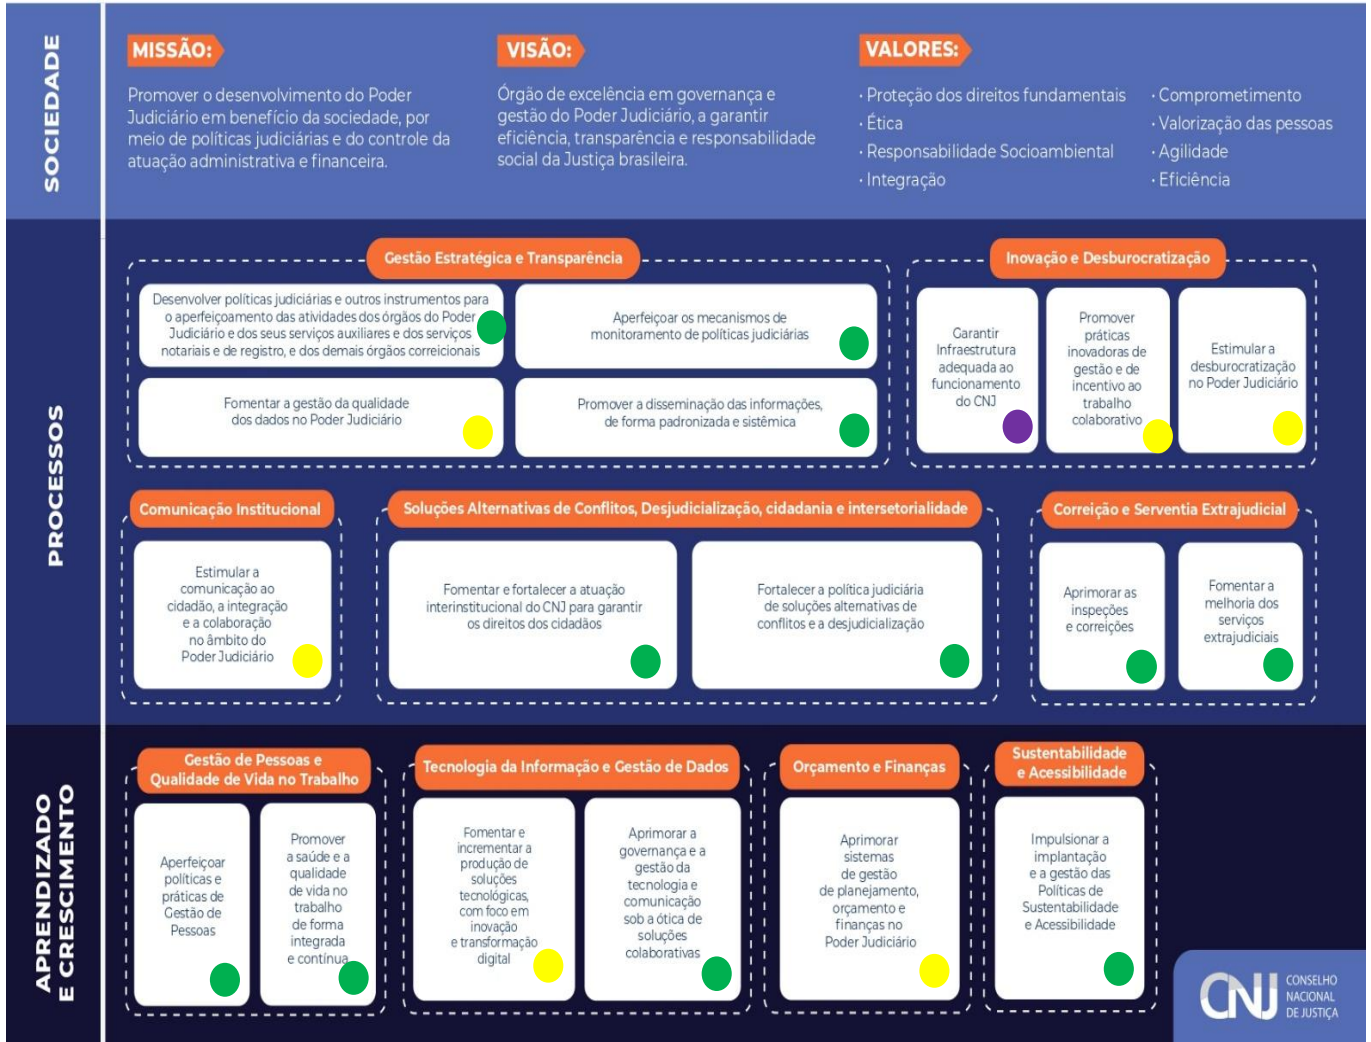 SOCIEDADE
MISSÃO:
Promover o desenvolvimento do Poder
Judiciário em benefício da sociedade, por
meio de políticas judiciárias e do controle da
atuação administrativa e financeira.
VISÃO:
Órgão de excelência em governança e
gestão do Poder Judiciário, a garantir
eficiência, transparência e responsabilidade
social da Justiça brasileira.
VALORES:
· Proteção dos direitos fundamentais
· Ética
· Responsabilidade Socioambiental
· Integração
· Comprometimento
· Valorização das pessoas
· Agilidade
· Eficiência
PROCESSOS
Gestão Estratégica e Transparência
Desenvolver políticas judiciárias e outros instrumentos para
o aperfeiçoamento das atividades dos órgãos do Poder
Judiciário e dos seus serviços auxiliares e dos serviços
notariais e de registro, e dos demais órgãos correicionais
Aperfeiçoar os mecanismos de
monitoramento de políticas judiciárias
Fomentar a gestão da qualidade
dos dados no Poder Judiciário
Promover a disseminação das informações,
de forma padronizada e sistêmica
Inovação e Desburocratização
Garantir
Infraestrutura
adequada ao
funcionamento
do CNJ
Promover
práticas
inovadoras de
gestão e de
incentivo ao
trabalho
colaborativo
Estimular a
desburocratização
no Poder Judiciário
Comunicação Institucional
Estimular a
comunicação ao
cidadão, a integração
e a colaboração
no âmbito do
Poder Judiciário
Soluções Alternativas de Conflitos, Desjudicialização, cidadania e intersetorialidade
Fomentar e fortalecer a atuação
interinstitucional do CNJ para garantir
os direitos dos cidadãos
Fortalecer a política judiciária
de soluções alternativas de
conflitos e a desjudicialização
Correição e Serventia Extrajudicial
Aprimorar as
inspeções
e correições
Fomentar a
melhoria dos
serviços
extrajudiciais
APRENDIZADO
E CRESCIMENTO
Gestão de Pessoas e
Qualidade de Vida no Trabalho
Aperfeiçoar
políticas e
práticas de
Gestão de
Pessoas
Promover
a saúde e a
qualidade
de vida no
trabalho
de forma
integrada
e contínua
Tecnologia da Informação e Gestão de Dados
Fomentar e
incrementar a
produção de
soluções
tecnológicas,
com foco em
inovação
e transformação
digital
Aprimorar a
governança e a
gestão da
tecnologia e
comunicação
sob a ótica de
soluções
colaborativas
Orçamento e Finanças
Aprimorar
sistemas
de gestão
de planejamento,
orçamento e
finanças no
Poder Judiciário
Sustentabilidade
e Acessibilidade
Impulsionar a
implantação
e a gestão das
Políticas de
Sustentabilidade
e Acessibilidade
CNJ
CONSELHO
NACIONAL
DE JUSTIÇA